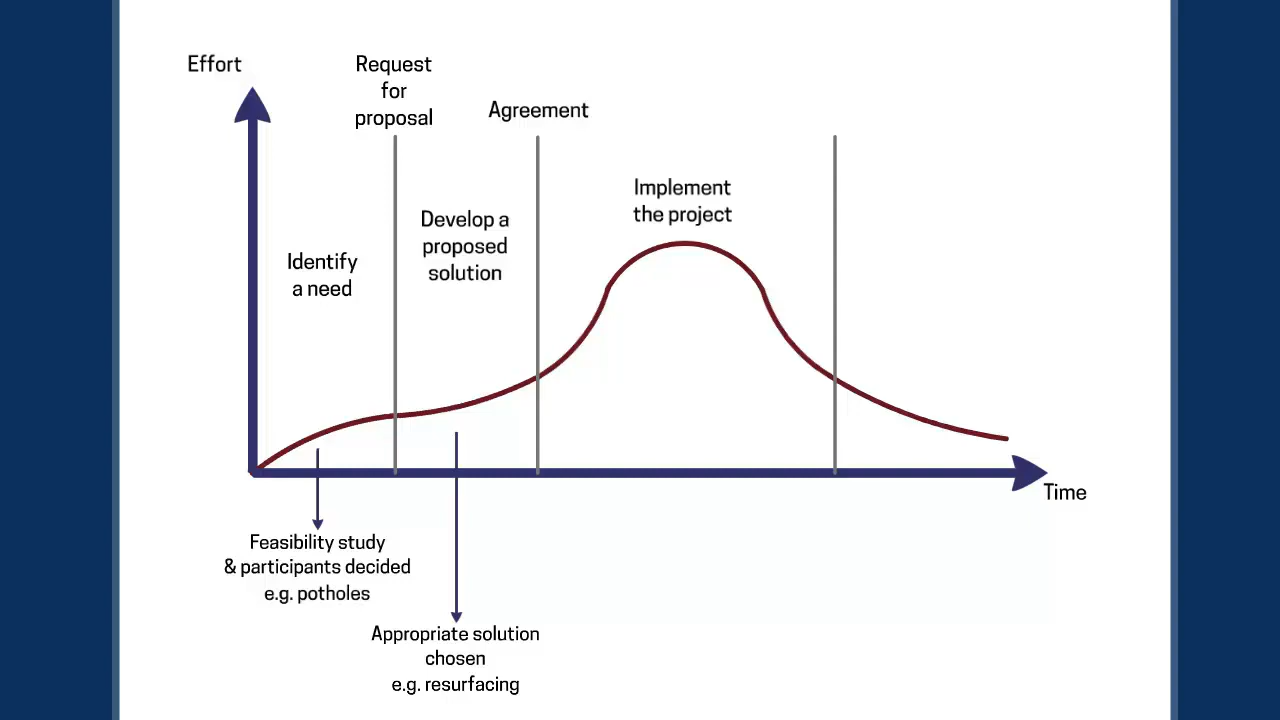 Effort
Request
for
proposal
Agreement
Implement
the project
Develop a
proposed
solution
Identify
a need
Time
Feasibility study
& participants decided
e.g. potholes
Appropriate solution
chosen
e.g. resurfacing